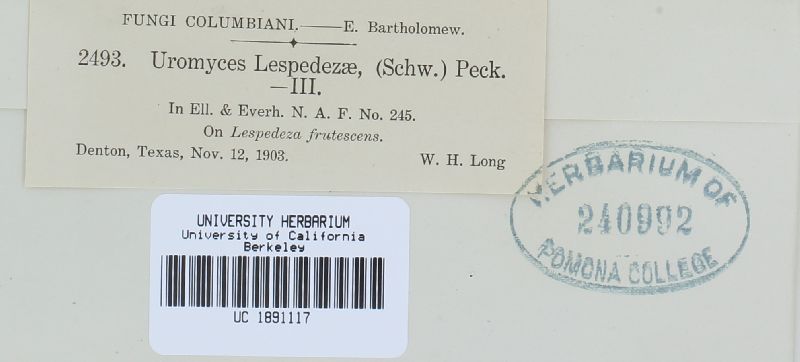 FUNGI COLUMBIANI.——E. Bartholomew.
2493. Uromyces Lespedezæ, (Schw.) Peck.
—III.
In Ell. & Everh. N. A. F. No. 245.
On Lespedeza frutescens.
Denton, Texas, Nov. 12, 1903. W. H. Long
HERBARIUM OF
240992
POMONA COLLEGE
UNIVERSITY HERBARIUM
University of California
Berkeley
UC 1891117